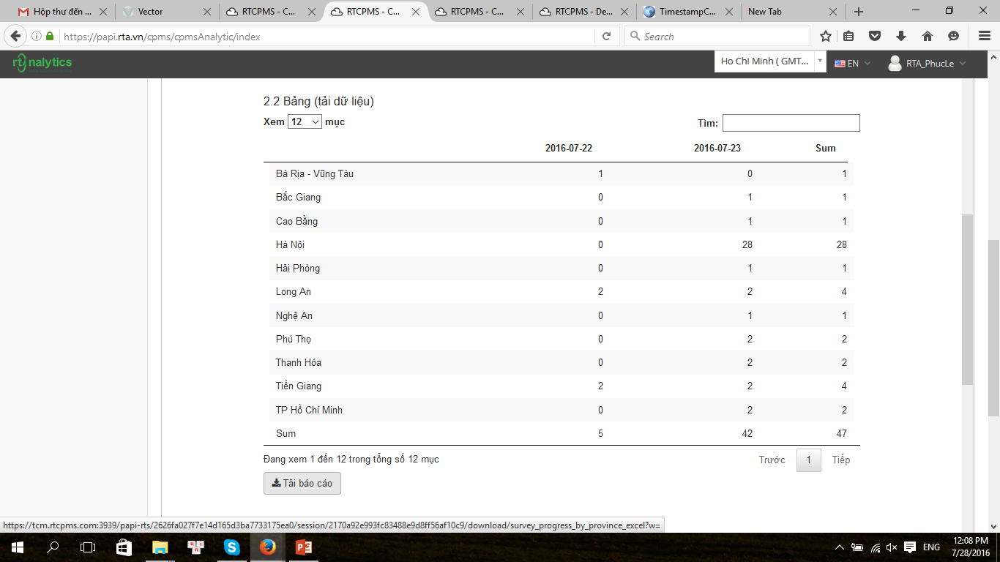 Hộp thư đến ...
Vector
RTCPMS - C...
RTCPMS - C...
RTCPMS - C...
RTCPMS - De...
TimestampC...
New Tab
https://papi.rta.vn/cpms/cpmsAnalytic/index
Search
rtanalytics
Ho Chi Minh ( GMT...
EN
RTA_PhucLe
2.2 Bảng (tải dữ liệu)
Xem 12 mục
Tìm:
2016-07-22 2016-07-23 Sum
Bà Rịa - Vũng Tàu 1 0 1
Bắc Giang 0 1 1
Cao Bằng 0 1 1
Hà Nội 0 28 28
Hải Phòng 0 1 1
Long An 2 2 4
Nghệ An 0 1 1
Phú Thọ 0 2 2
Thanh Hóa 0 2 2
Tiền Giang 2 2 4
TP Hồ Chí Minh 0 2 2
Sum 5 42 47
Đang xem 1 đến 12 trong tổng số 12 mục
Trước 1 Tiếp
Tải báo cáo
https://tcm.rtcpms.com:3939/papi-rts/2626fa027f7e14d165d3ba7733175ea0/session/2170a92e993fc83488e9d8ff56af10c9/download/survey_progress_by_province_excel?w=
ENG
12:08 PM
7/28/2016